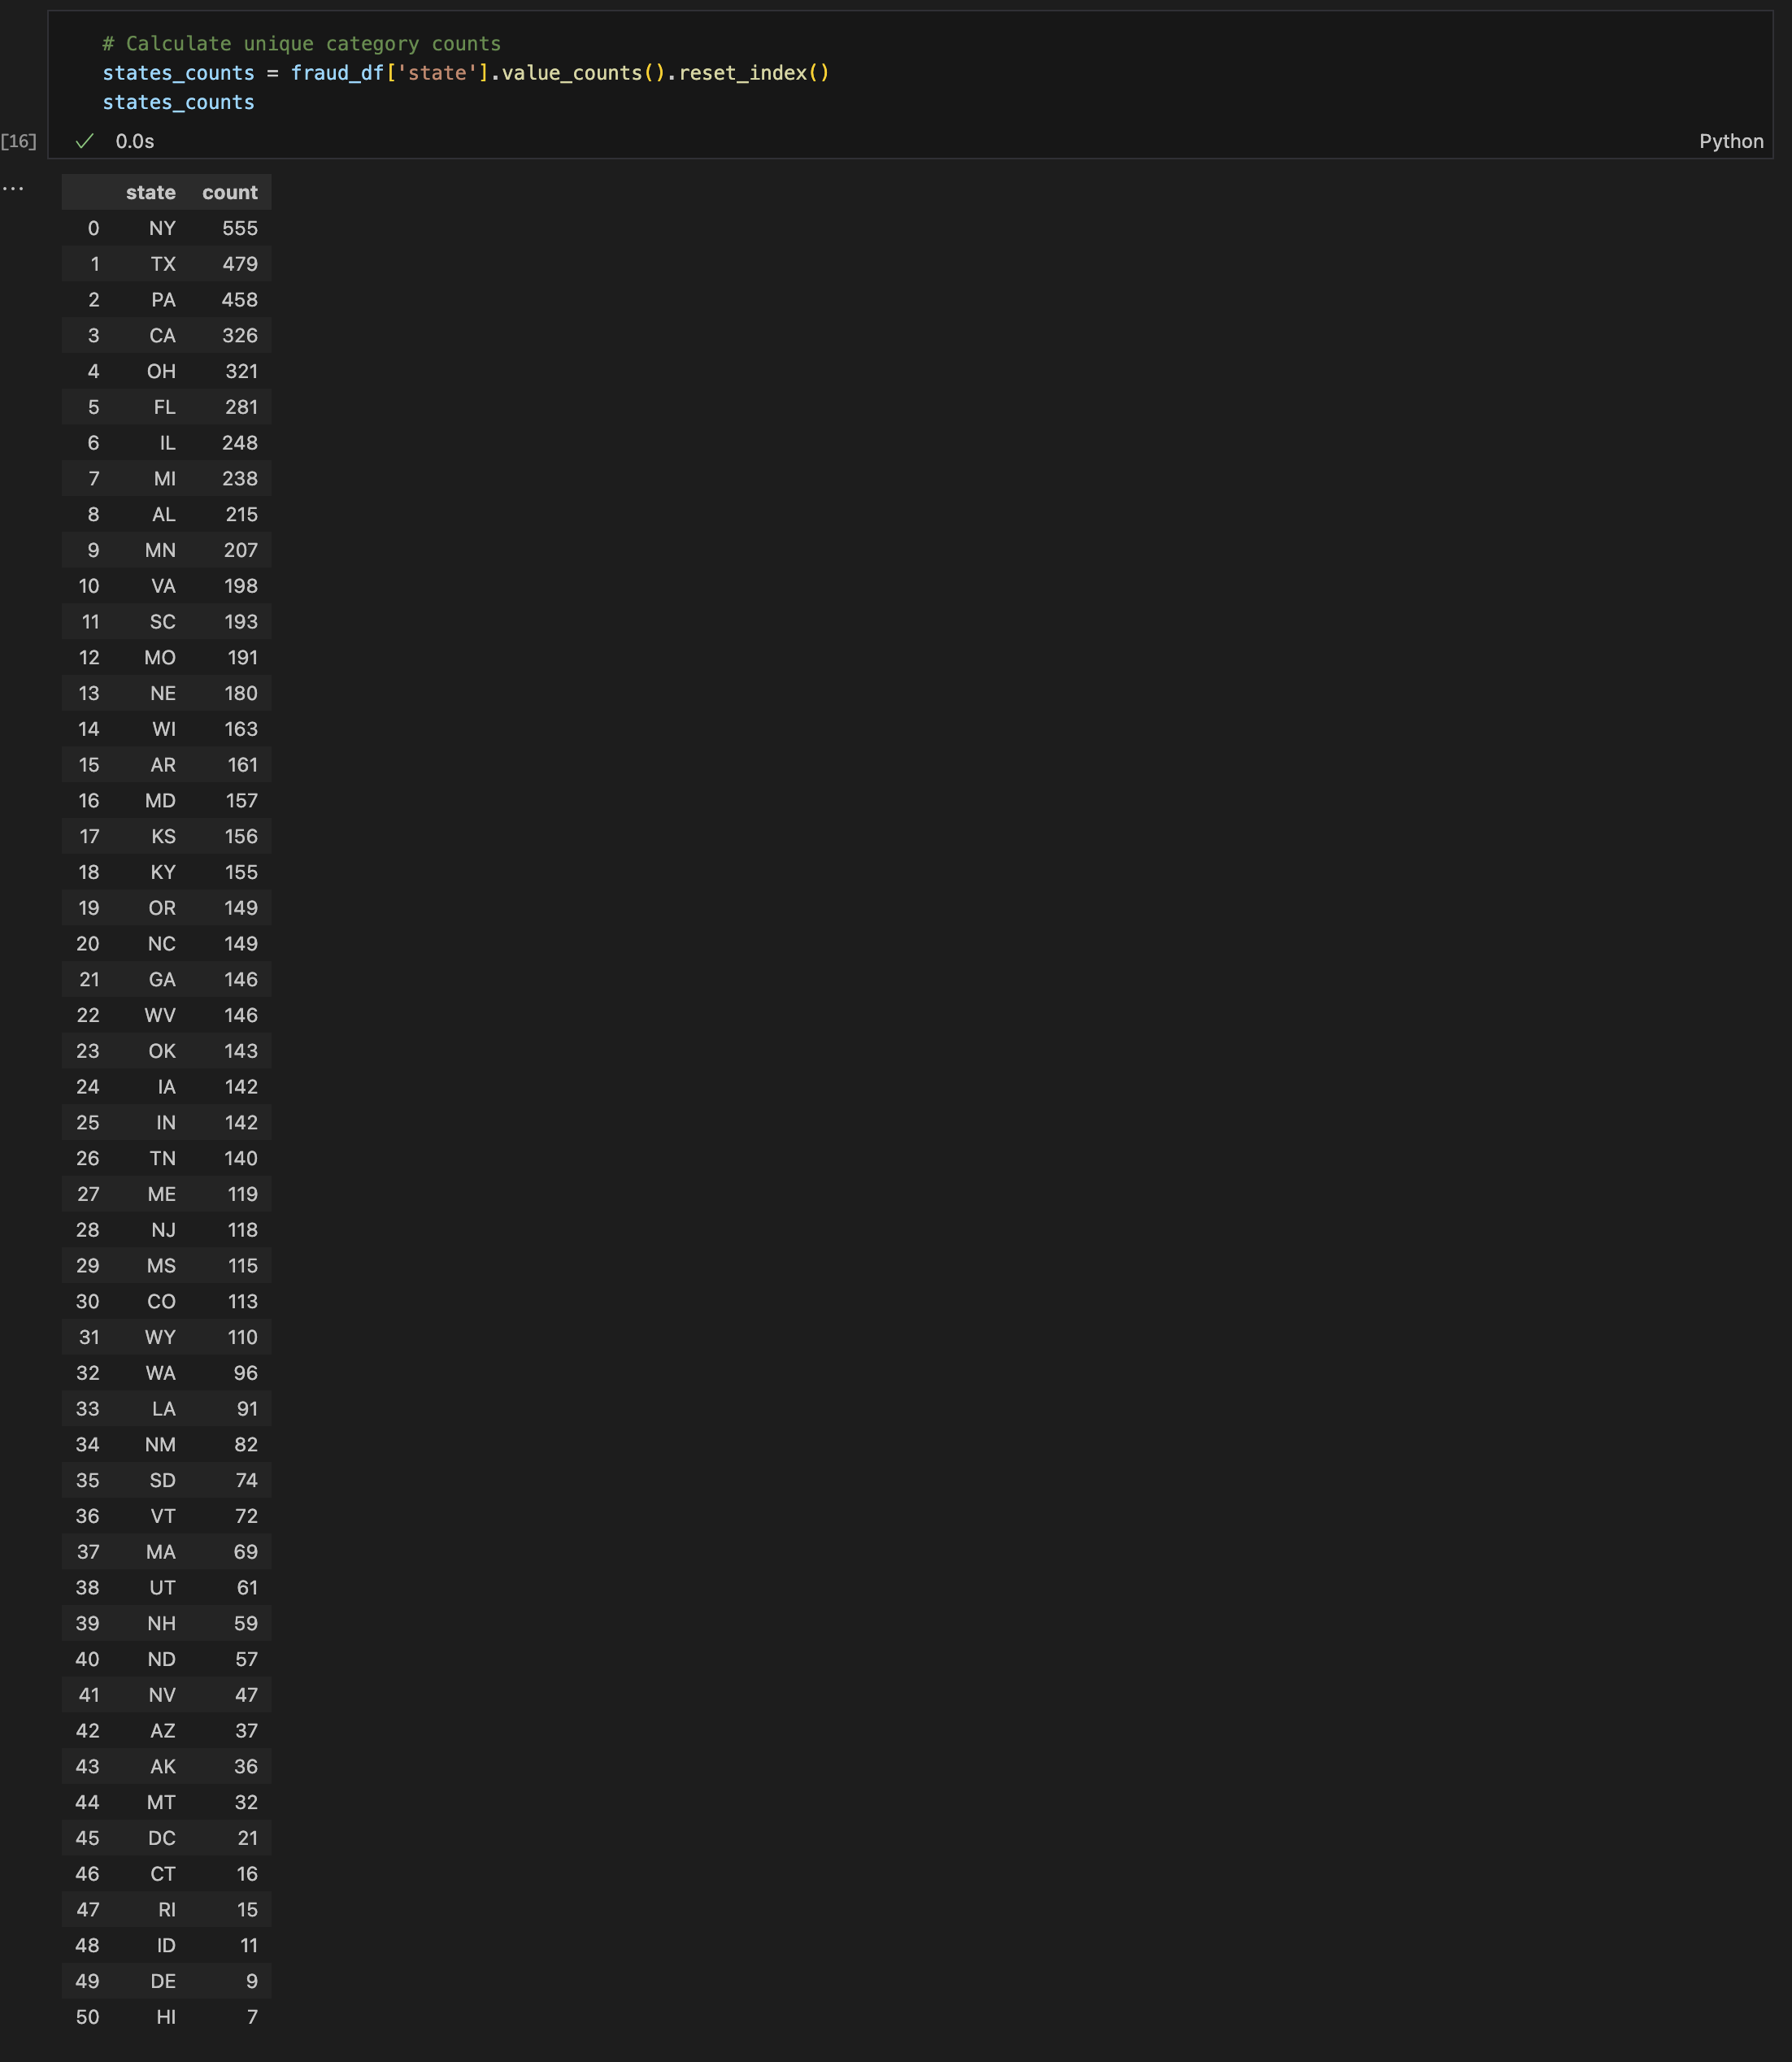 # Calculate unique category counts
states_counts = fraud_df['state'].value_counts().reset_index()
states_counts
[16] ✓ 0.0s Python
...
state count
0 NY 555
1 TX 479
2 PA 458
3 CA 326
4 OH 321
5 FL 281
6 IL 248
7 MI 238
8 AL 215
9 MN 207
10 VA 198
11 SC 193
12 MO 191
13 NE 180
14 WI 163
15 AR 161
16 MD 157
17 KS 156
18 KY 155
19 OR 149
20 NC 149
21 GA 146
22 WV 146
23 OK 143
24 IA 142
25 IN 142
26 TN 140
27 ME 119
28 NJ 118
29 MS 115
30 CO 113
31 WY 110
32 WA 96
33 LA 91
34 NM 82
35 SD 74
36 VT 72
37 MA 69
38 UT 61
39 NH 59
40 ND 57
41 NV 47
42 AZ 37
43 AK 36
44 MT 32
45 DC 21
46 CT 16
47 RI 15
48 ID 11
49 DE 9
50 HI 7